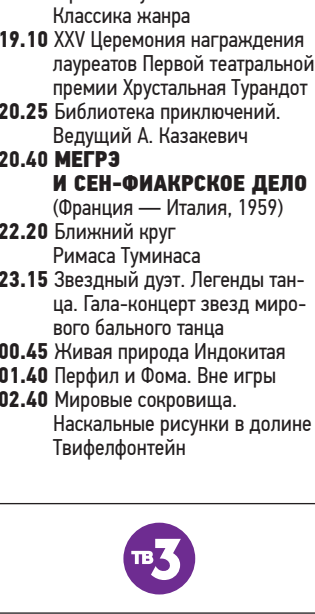 Классика жанра
19.10 XXV Церемония награждения
лауреатов Первой театральной
премии Хрустальная Турандот
20.25 Библиотека приключений.
Ведущий А. Казакевич
20.40 МЕГРЭ
И СЕН-ФИАКРСКОЕ ДЕЛО
(Франция — Италия, 1959)
22.20 Ближний круг
Римаса Туминаса
23.15 Звездный дуэт. Легенды тан-
ца. Гала-концерт звезд миро-
вого бального танца
00.45 Живая природа Индокитая
01.40 Перфил и Фома. Вне игры
02.40 Мировые сокровища.
Наскальные рисунки в долине
Твифелфонтейн
ТВ3